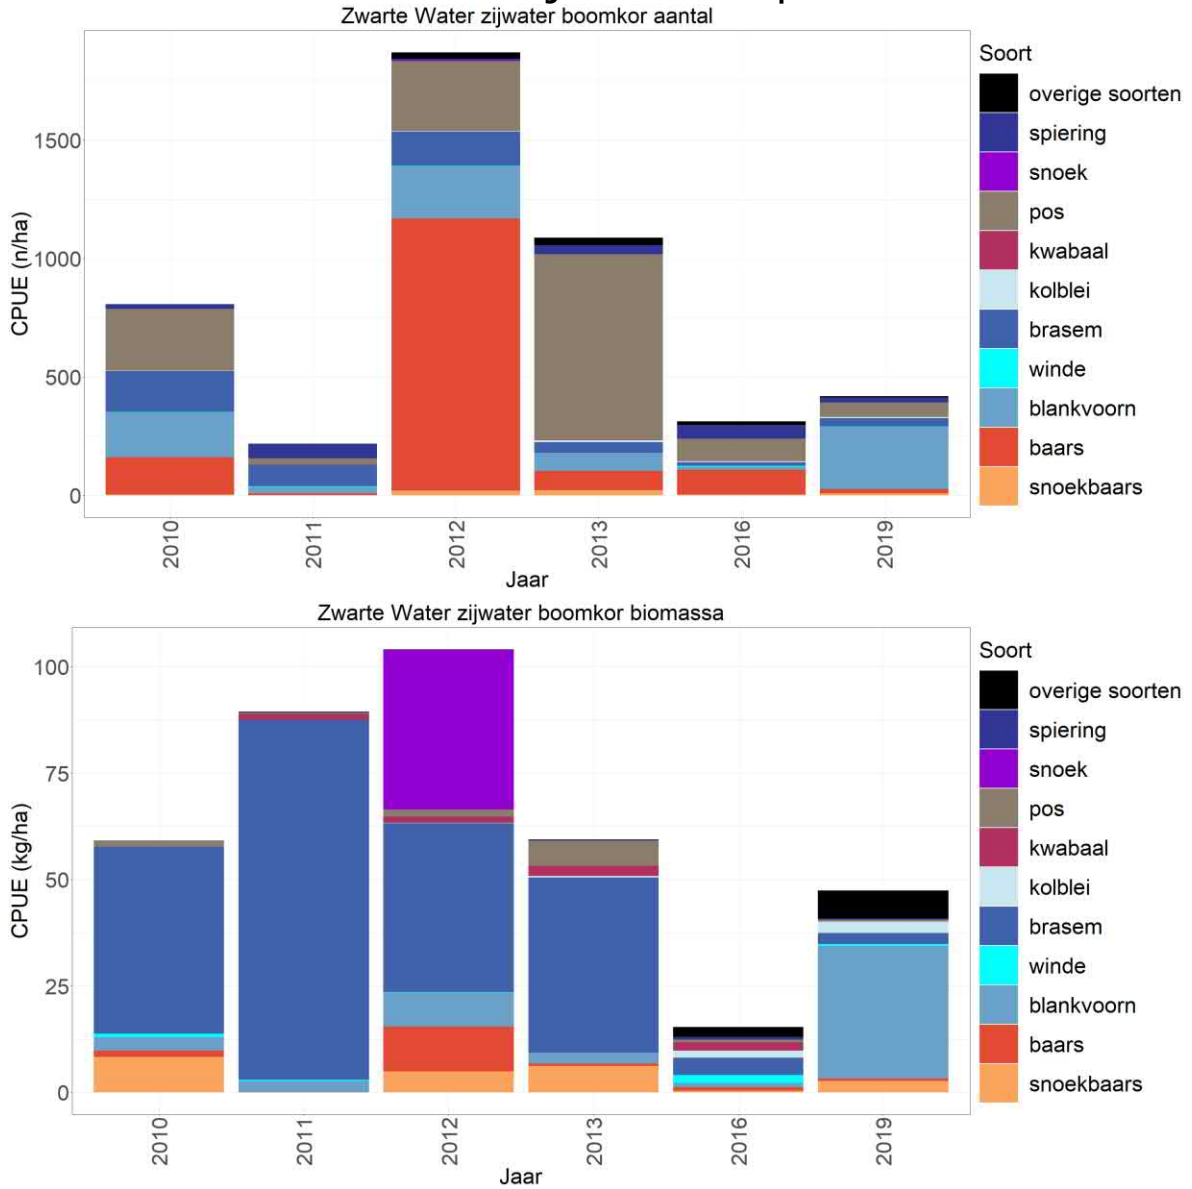 Zwarte Water zijwater boomkor aantal
CPUE (n/ha)
1500
1000
500
0
2010
2011
2012
2013
2016
2019
Jaar
Soort
overige soorten
spiering
snoek
pos
kwabaal
kolblei
brasem
winde
blankvoorn
baars
snoekbaars
Zwarte Water zijwater boomkor biomassa
CPUE (kg/ha)
100
75
50
25
0
2010
2011
2012
2013
2016
2019
Jaar
Soort
overige soorten
spiering
snoek
pos
kwabaal
kolblei
brasem
winde
blankvoorn
baars
snoekbaars